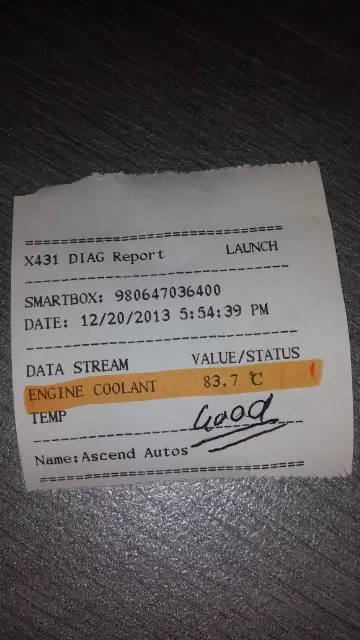 ==============================
X431 DIAG Report LAUNCH
------------------------------
SMARTBOX: 980647036400
DATE: 12/20/2013 5:54:39 PM
------------------------------
DATA STREAM VALUE/STATUS
ENGINE COOLANT 83.7 ℃
TEMP Good
------------------------------
Name:Ascend Autos
==============================